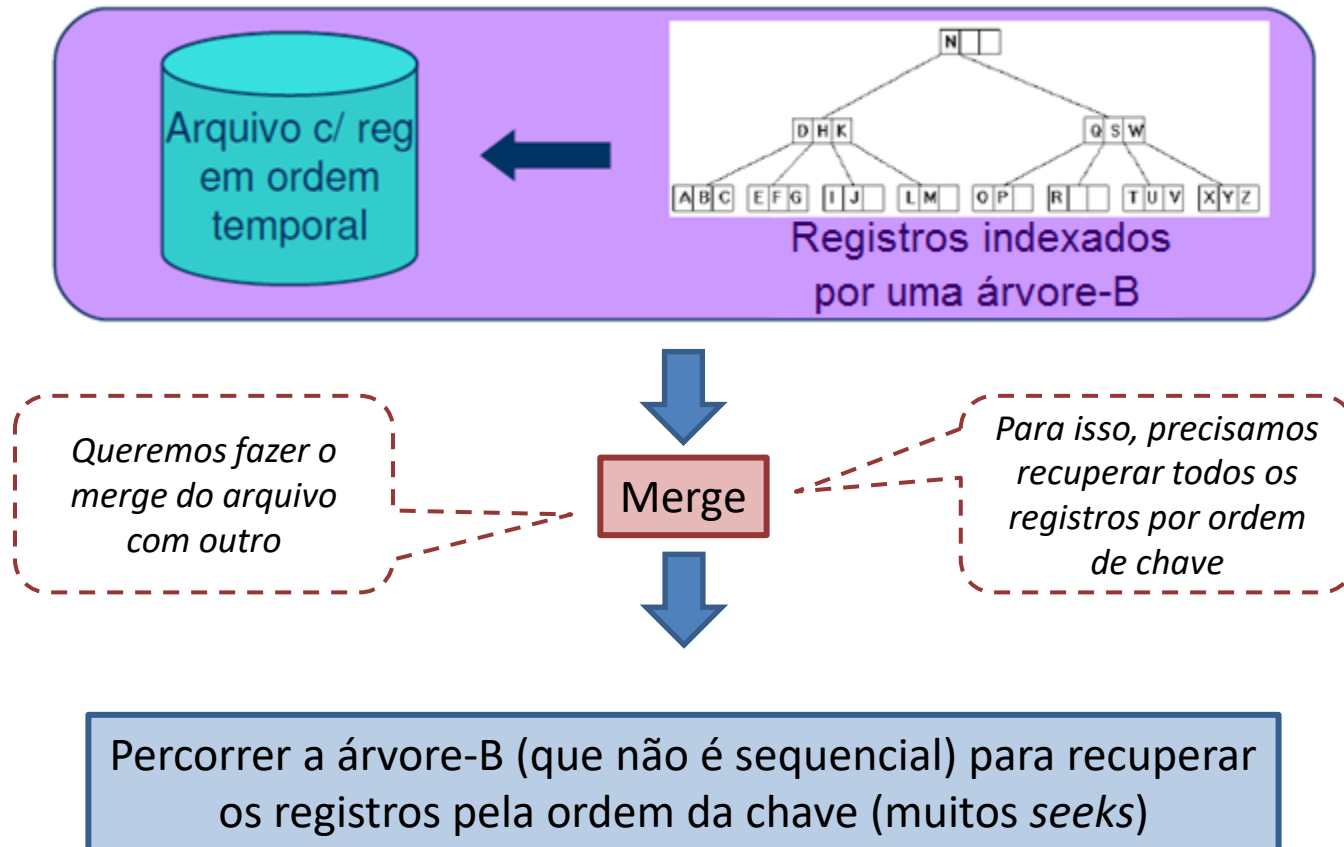 Arquivo c/ reg
em ordem
temporal
N
D H K
Q S W
A B C E F G I J L M O P R T U V X Y Z
Registros indexados
por uma árvore-B
Queremos fazer o
merge do arquivo
com outro
Merge
Para isso, precisamos
recuperar todos os
registros por ordem
de chave
Percorrer a árvore-B (que não é sequencial) para recuperar
os registros pela ordem da chave (muitos seeks)